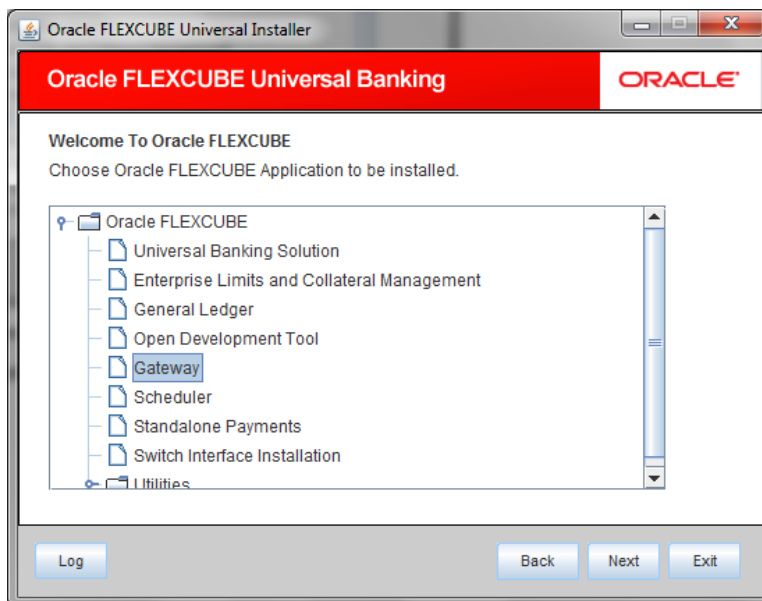 Oracle FLEXCUBE Universal Installer
Oracle FLEXCUBE Universal Banking
ORACLE
Welcome To Oracle FLEXCUBE
Choose Oracle FLEXCUBE Application to be installed.
Oracle FLEXCUBE
Universal Banking Solution
Enterprise Limits and Collateral Management
General Ledger
Open Development Tool
Gateway
Scheduler
Standalone Payments
Switch Interface Installation
Utilities
Log
Back
Next
Exit